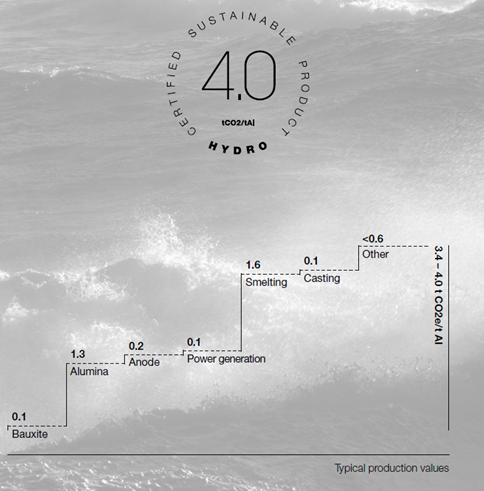 CERTIFIED SUSTAINABLE PRODUCT
4.0
tCO2/tAl
HYDRO
<0.6
Other
1.6
Smelting
0.1
Casting
3.4 – 4.0 t CO2e/t Al
1.3
Alumina
0.2
Anode
0.1
Power generation
0.1
Bauxite
Typical production values